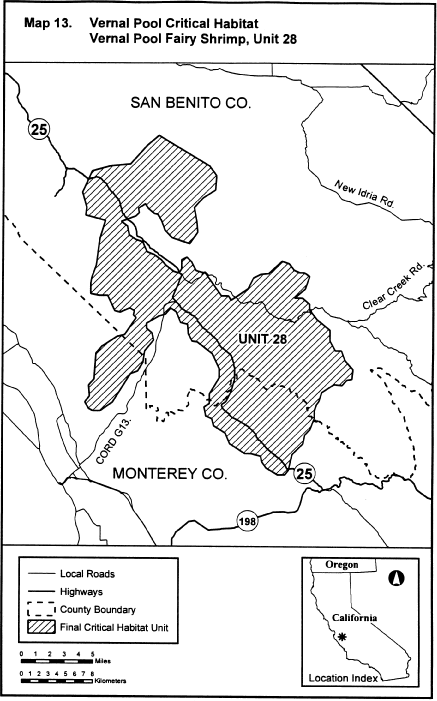 Map 13. Vernal Pool Critical Habitat
Vernal Pool Fairy Shrimp, Unit 28
SAN BENITO CO.
25
New Idria Rd.
Clear Creek Rd.
UNIT 28
CORD G13.
MONTEREY CO.
25
198
Local Roads
Highways
County Boundary
Final Critical Habitat Unit
0 1 2 3 4 5
Miles
0 1 2 3 4 5 6 7 8
Kilometers
Oregon
California
Location Index